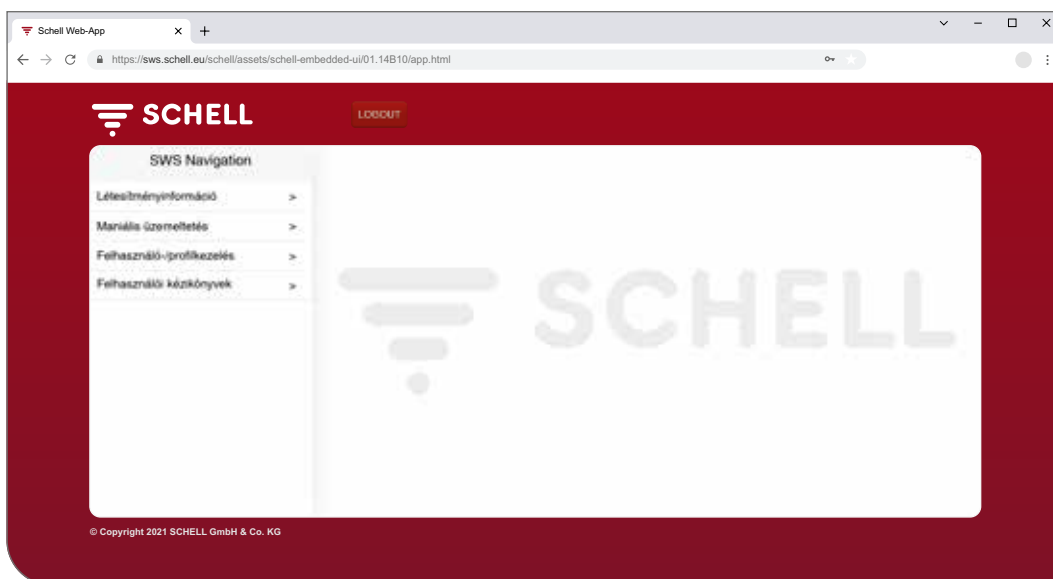 Schell Web-App
https://sws.schell.eu/schell/assets/schell-embedded-ui/01.14B10/app.html
SCHELL
LOGOUT
SWS Navigation
Létesítményinformáció >
Manuális üzemeltetés >
Felhasználó-/profilkezelés >
Felhasználói kézikönyvek >
SCHELL
© Copyright 2021 SCHELL GmbH & Co. KG